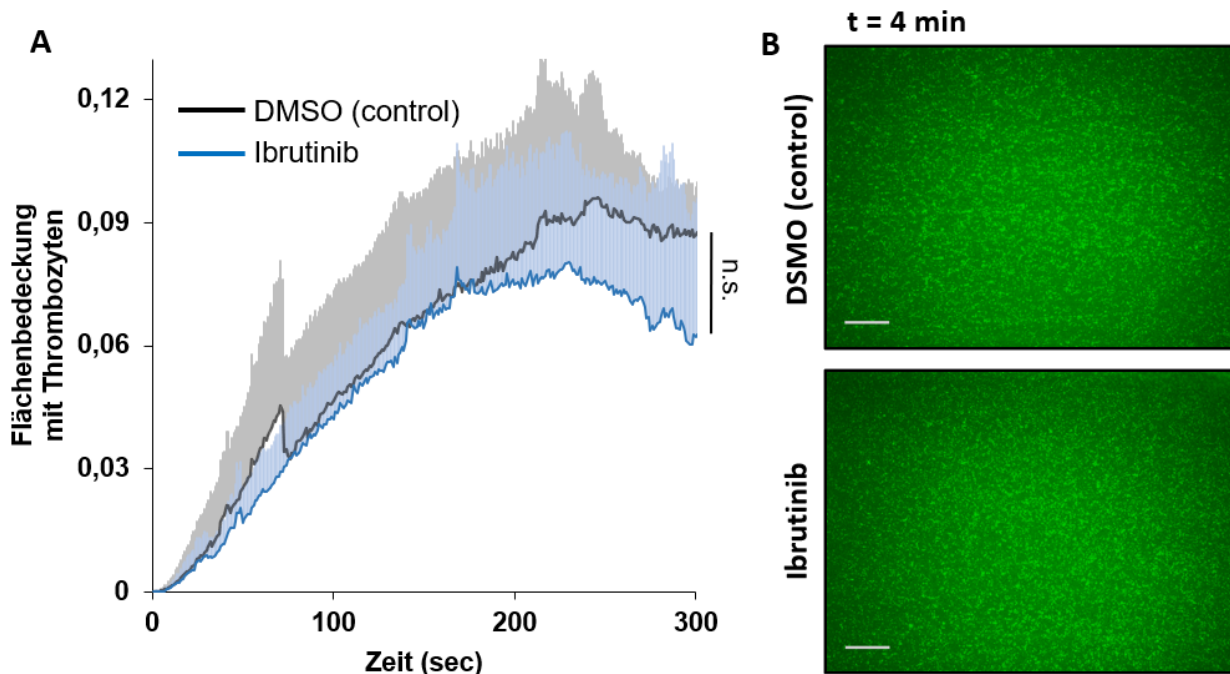 A
Flächenbedeckung
mit Thrombozyten
0,12
0,09
0,06
0,03
0
DMSO (control)
Ibrutinib
n.s.
0
100
200
300
Zeit (sec)
B
t = 4 min
DSMO (control)
Ibrutinib